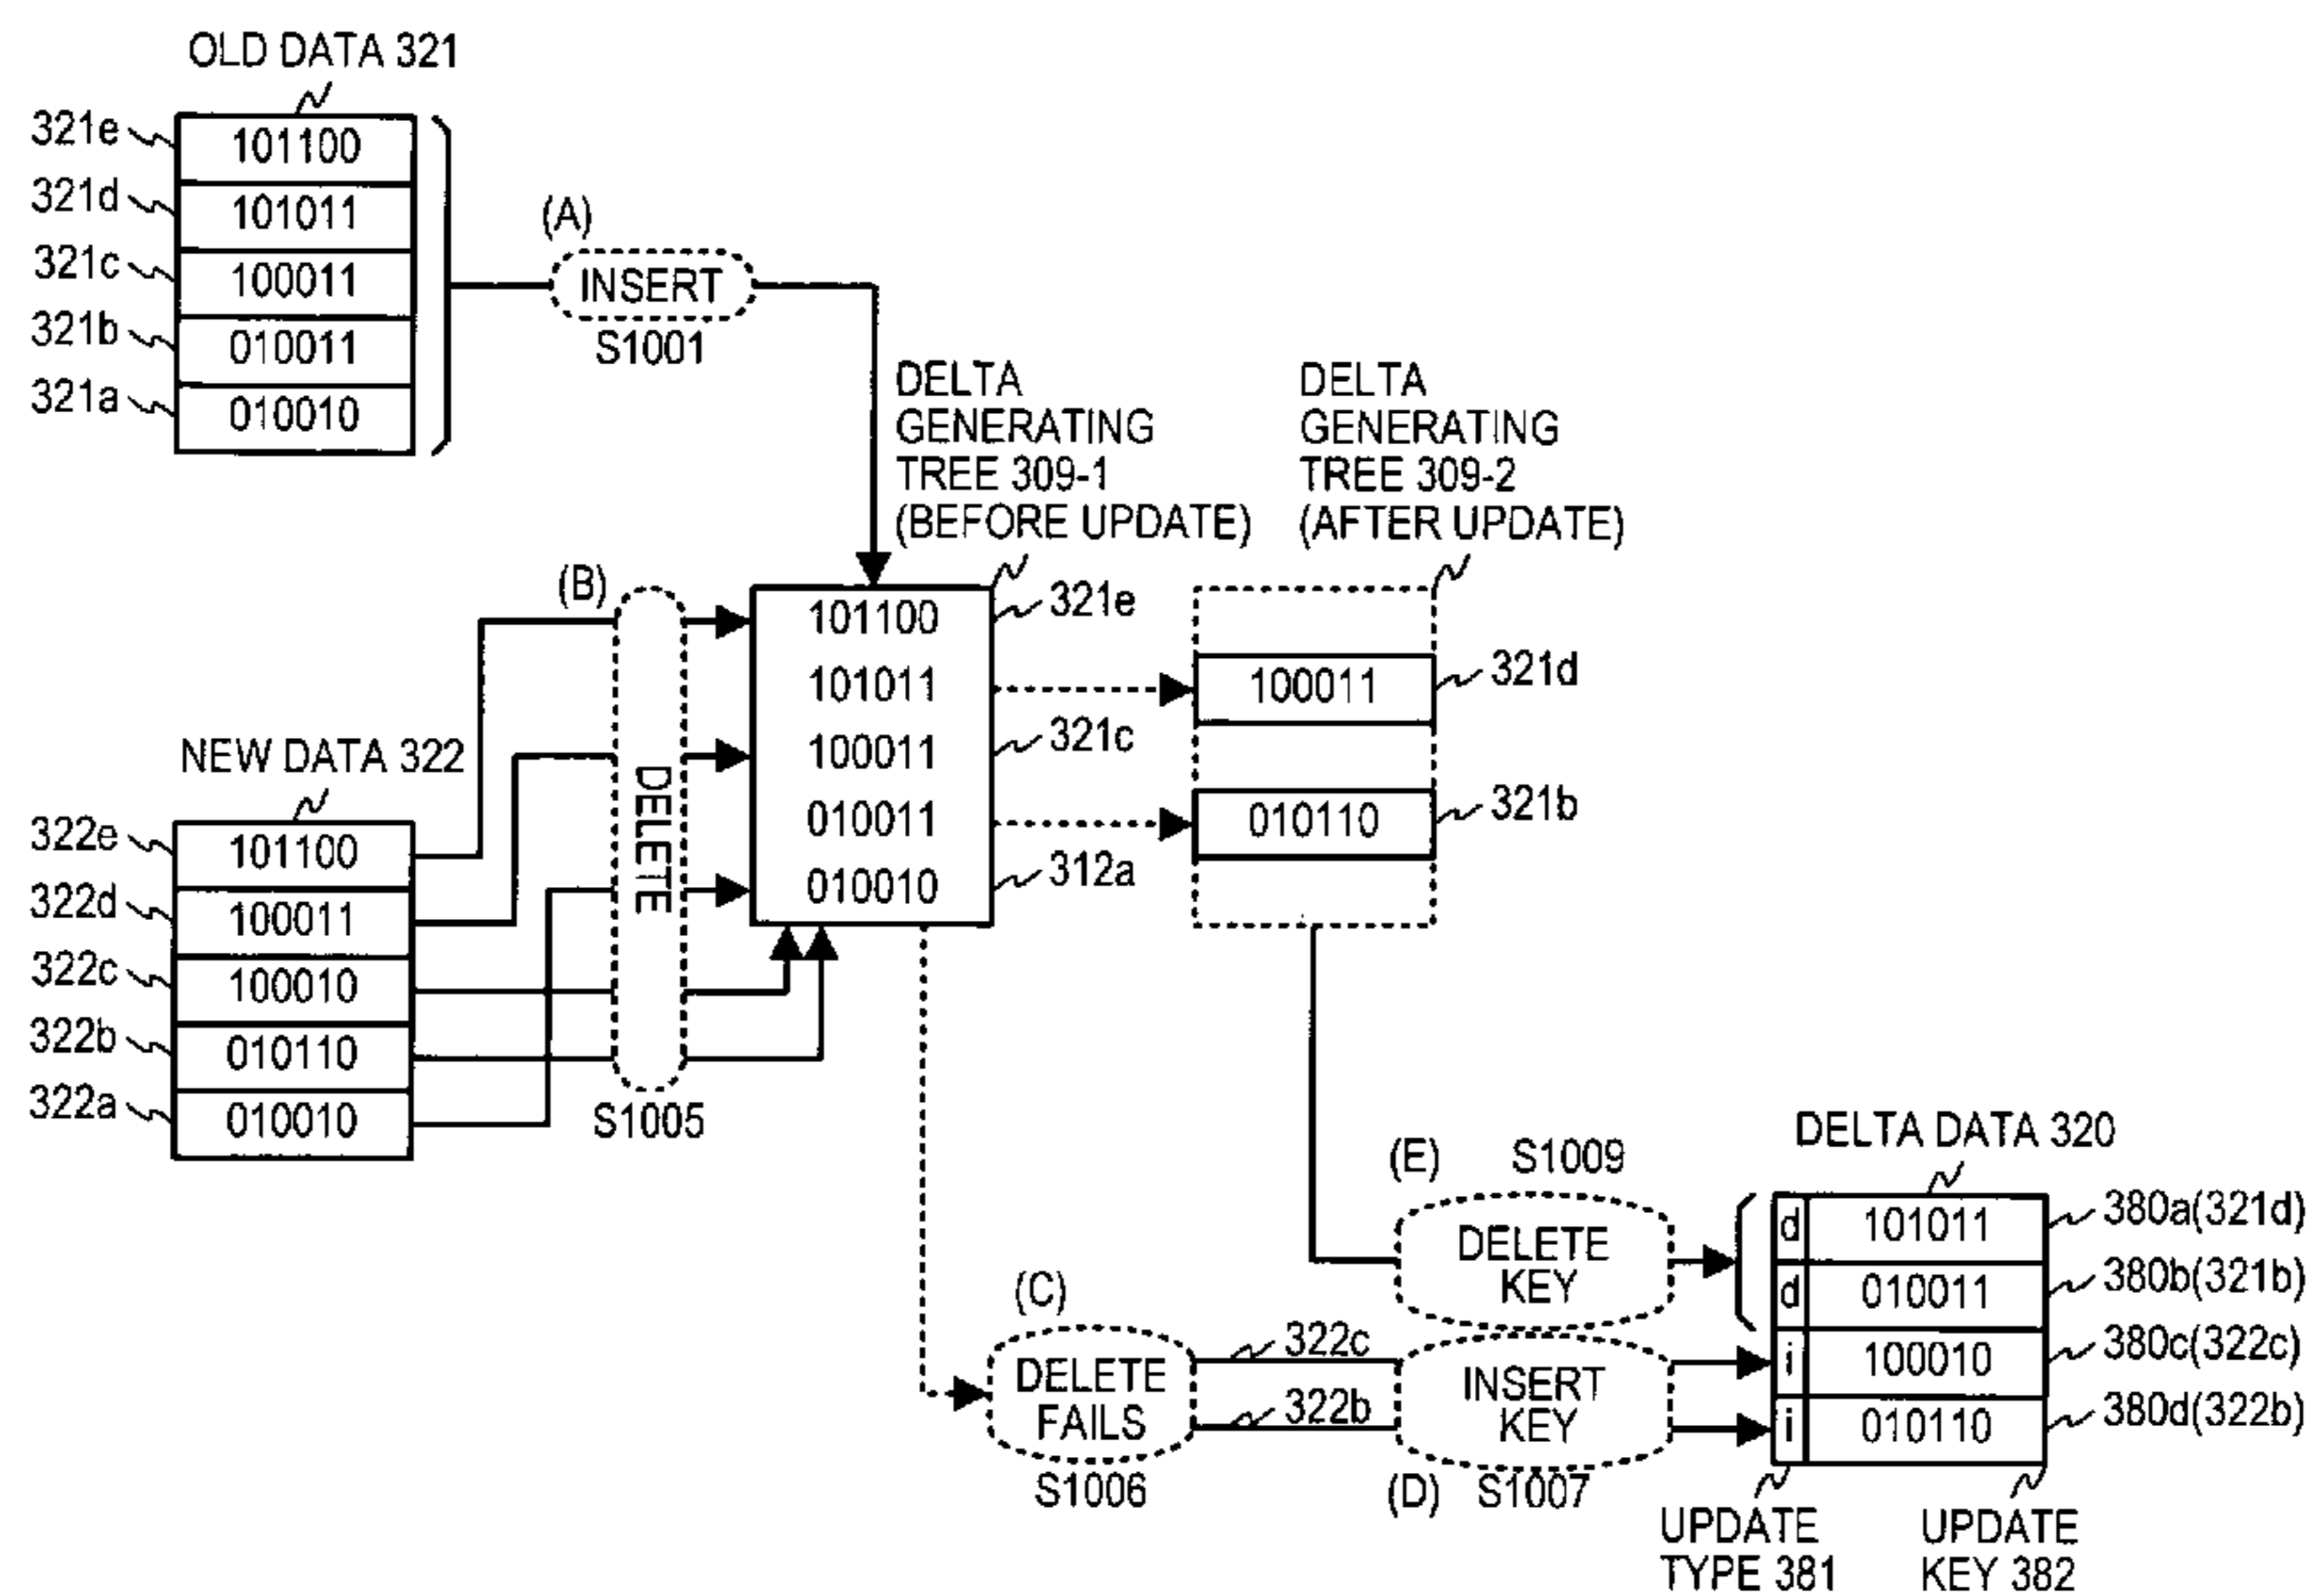 OLD DATA 321
321e
101100
321d
101011
321c
100011
321b
010011
321a
010010
(A)
INSERT
S1001
DELTA
GENERATING
TREE 309-1
(BEFORE UPDATE)
DELTA
GENERATING
TREE 309-2
(AFTER UPDATE)
(B)
DELETE
S1005
101100
321e
101011
100011
321c
010011
010010
312a
100011
321d
010110
321b
NEW DATA 322
322e
101100
322d
100011
322c
100010
322b
010110
322a
010010
(C)
DELETE
FAILS
S1006
322c
322b
(E)
S1009
DELETE
KEY
INSERT
KEY
(D)
S1007
DELTA DATA 320
d 101011 380a(321d)
d 010011 380b(321b)
i 100010 380c(322c)
i 010110 380d(322b)
UPDATE
TYPE 381
UPDATE
KEY 382